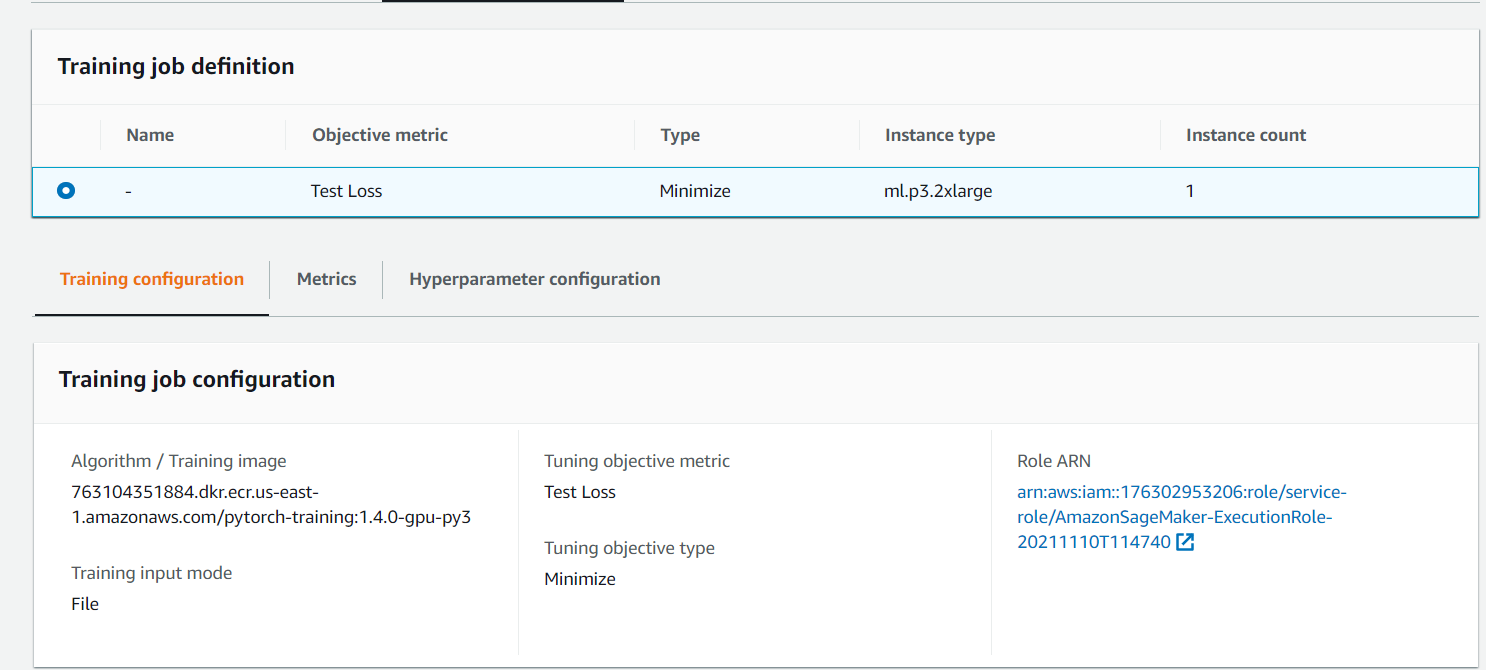 Training job definition
Name Objective metric Type Instance type Instance count
- Test Loss Minimize ml.p3.2xlarge 1
Training configuration Metrics Hyperparameter configuration
Training job configuration
Algorithm / Training image
763104351884.dkr.ecr.us-east-
1.amazonaws.com/pytorch-training:1.4.0-gpu-py3
Training input mode
File
Tuning objective metric
Test Loss
Tuning objective type
Minimize
Role ARN
arn:aws:iam::176302953206:role/service-
role/AmazonSageMaker-ExecutionRole-
20211110T114740